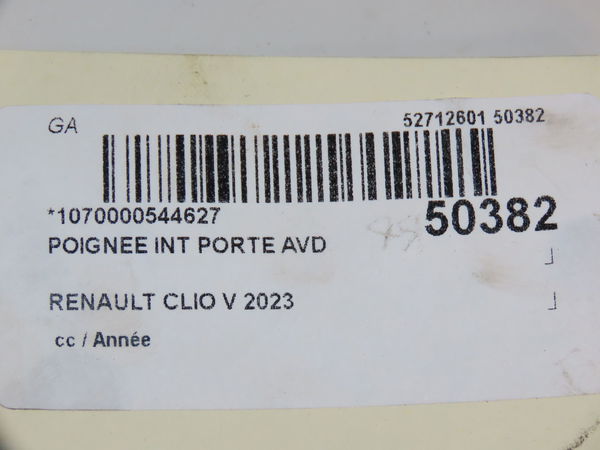 GA
52712601 50382
*1070000544627
50382
POIGNEE INT PORTE AVD
RENAULT CLIO V 2023
cc / Année